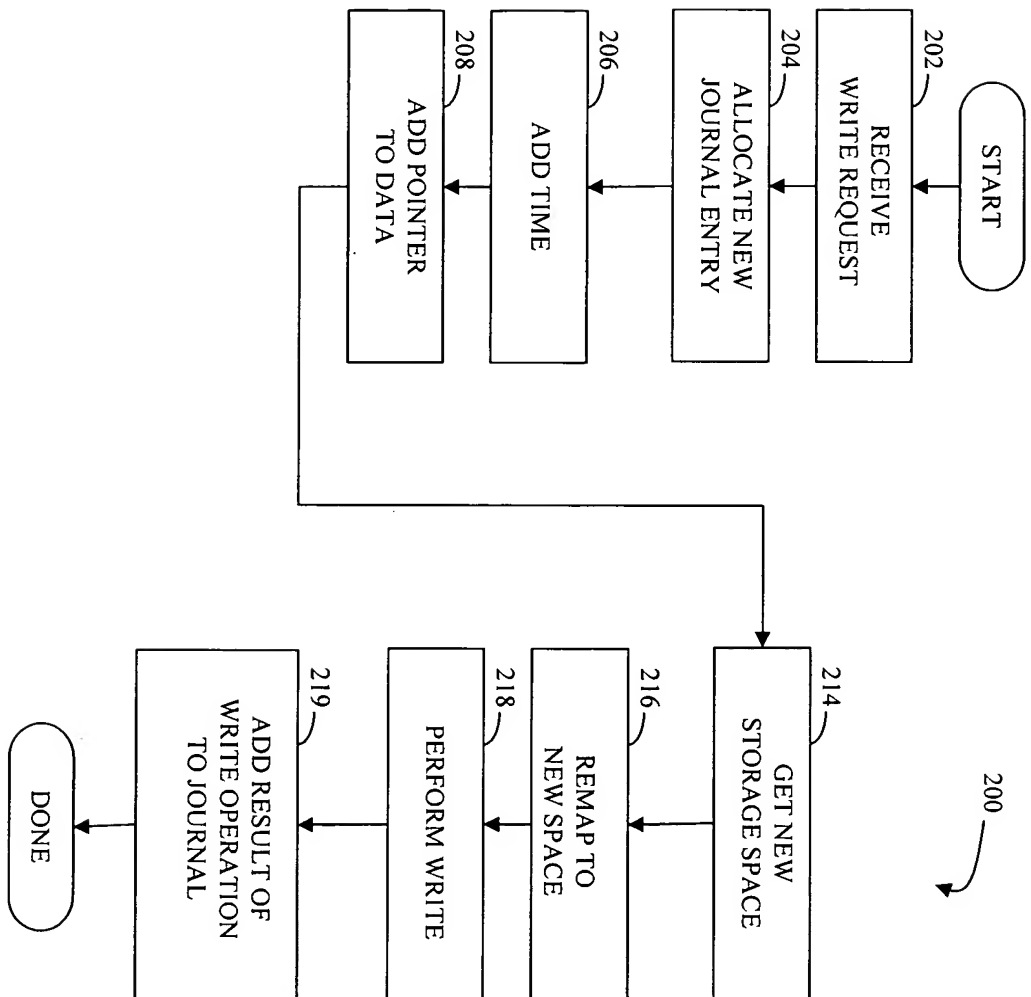 200
START
202
RECEIVE
WRITE REQUEST
204
ALLOCATE NEW
JOURNAL ENTRY
206
ADD TIME
208
ADD POINTER
TO DATA
214
GET NEW
STORAGE SPACE
216
REMAP TO
NEW SPACE
218
PERFORM WRITE
219
ADD RESULT OF
WRITE OPERATION
TO JOURNAL
DONE